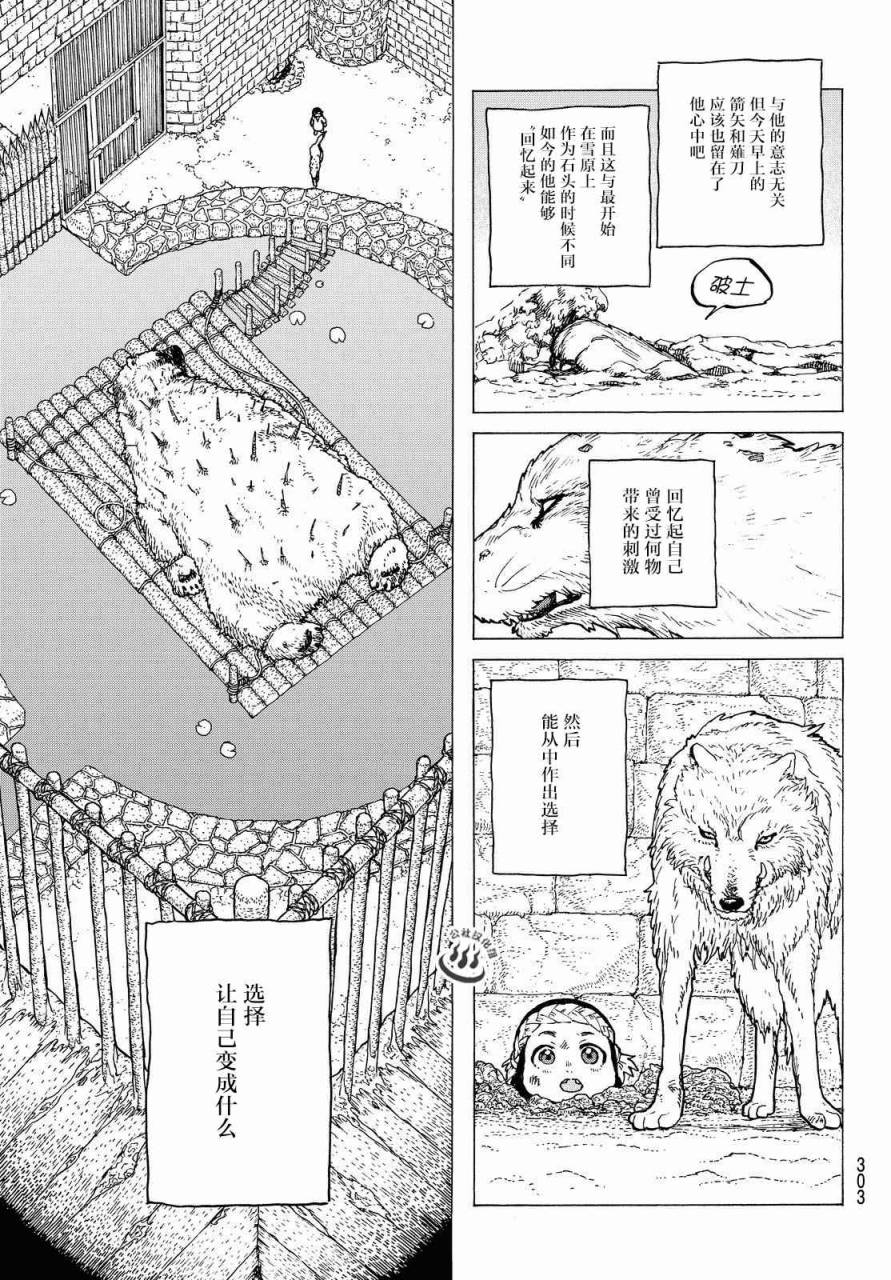 与他的意志无关
但今天早上的
箭矢和薙刀
应该也留在了
他心中吧
而且这与最开始
在雪原上
作为石头的时候不同
如今的他能够
“回忆起来”
破土
回忆起自己
曾受过何物
带来的刺激
然后
能从中作出选择
选择
让自己变成什么
303